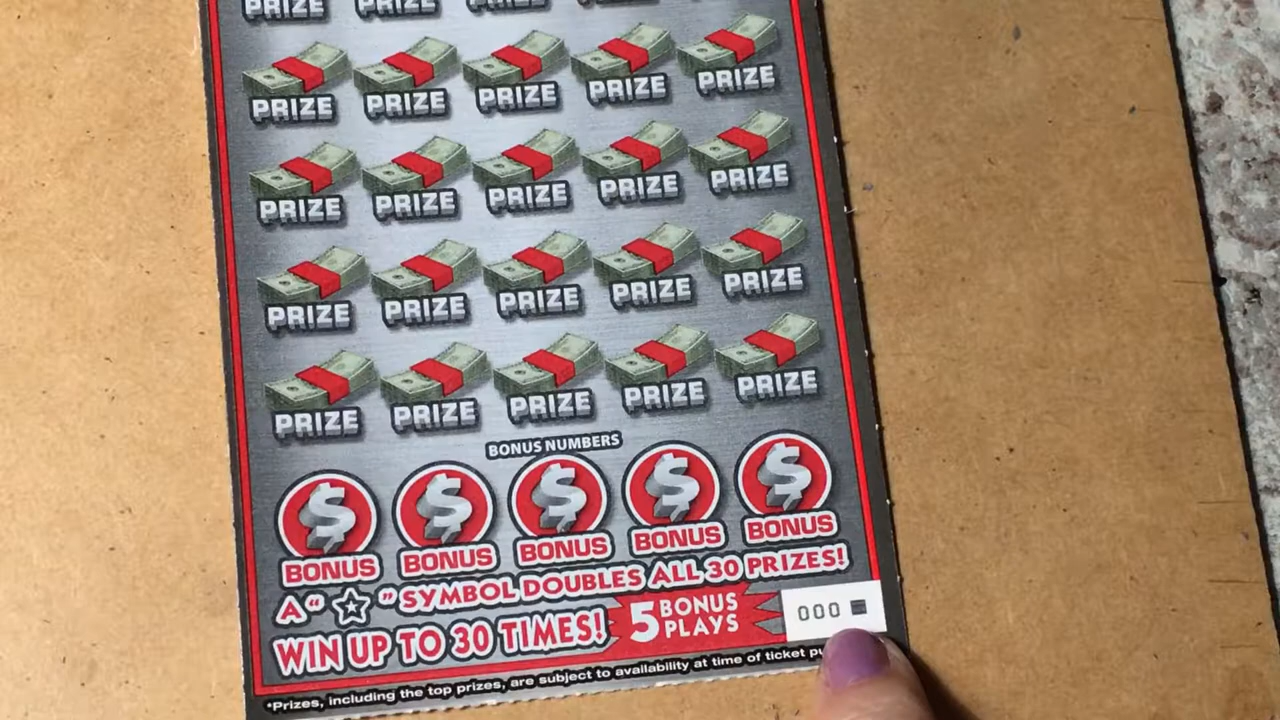 PRIZE PRIZE PRIZE PRIZE PRIZE
PRIZE PRIZE PRIZE PRIZE PRIZE
PRIZE PRIZE PRIZE PRIZE PRIZE
PRIZE PRIZE PRIZE PRIZE PRIZE
PRIZE PRIZE PRIZE PRIZE PRIZE
BONUS NUMBERS
$ $ $ $ $
BONUS BONUS BONUS BONUS BONUS
A "☆" SYMBOL DOUBLES ALL 30 PRIZES!
WIN UP TO 30 TIMES! 5 BONUS PLAYS
000
*Prizes, including the top prizes, are subject to availability at time of ticket